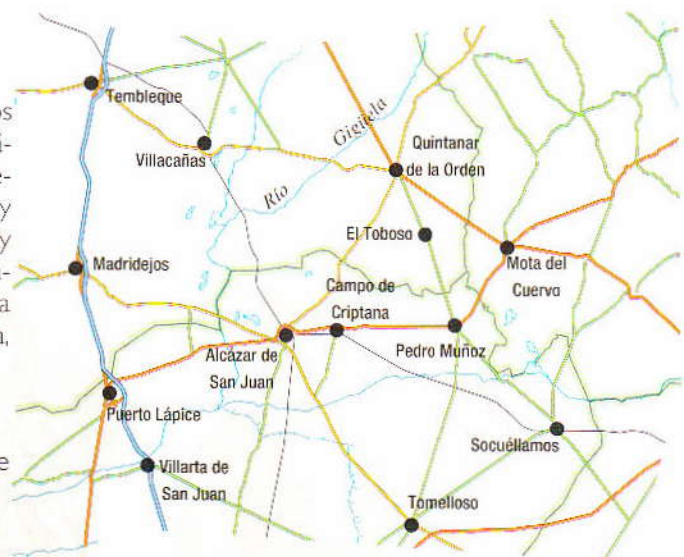 os
i-
e-
y
y
a
a,
e
Tembleque
Villacañas
Río Gigüela
Quintanar
de la Orden
El Toboso
Mota del
Cuervo
Madridejos
Campo de
Criptana
Alcázar de
San Juan
Pedro Muñoz
Puerto Lápice
Socuéllamos
Villarta de
San Juan
Tomelloso